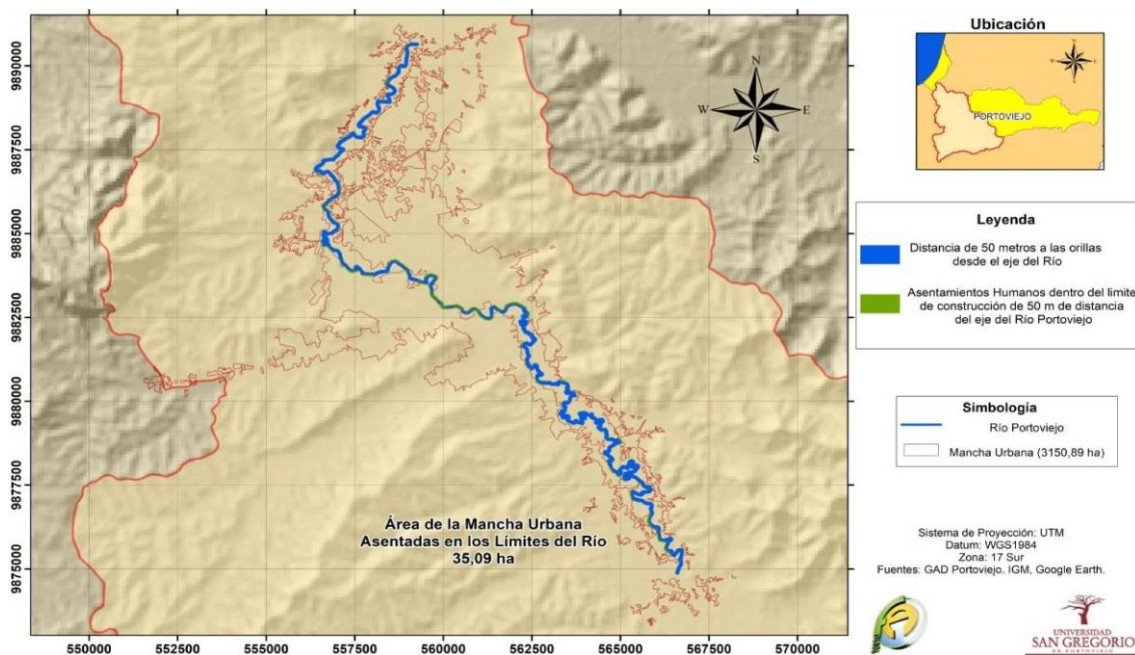 Ubicación
N
W
E
S
PORTOVIEJO
N
W
E
S
Leyenda
Distancia de 50 metros a las orillas
desde el eje del Río
Asentamientos Humanos dentro del limite
de construcción de 50 m de distancia
del eje del Río Portoviejo
Simbología
Río Portoviejo
Mancha Urbana (3150,89 ha)
Sistema de Proyección: UTM
Datum: WGS1984
Zona: 17 Sur
Fuentes: GAD Portoviejo. IGM, Google Earth.
UNIVERSIDAD
SAN GREGORIO
DE PORTOVIEJO
N
W
E
S
Área de la Mancha Urbana
Asentadas en los Límites del Río
35,09 ha
9890000
9887500
9885000
9882500
9880000
9877500
9875000
550000 552500 555000 557500 560000 562500 565000 567500 570000